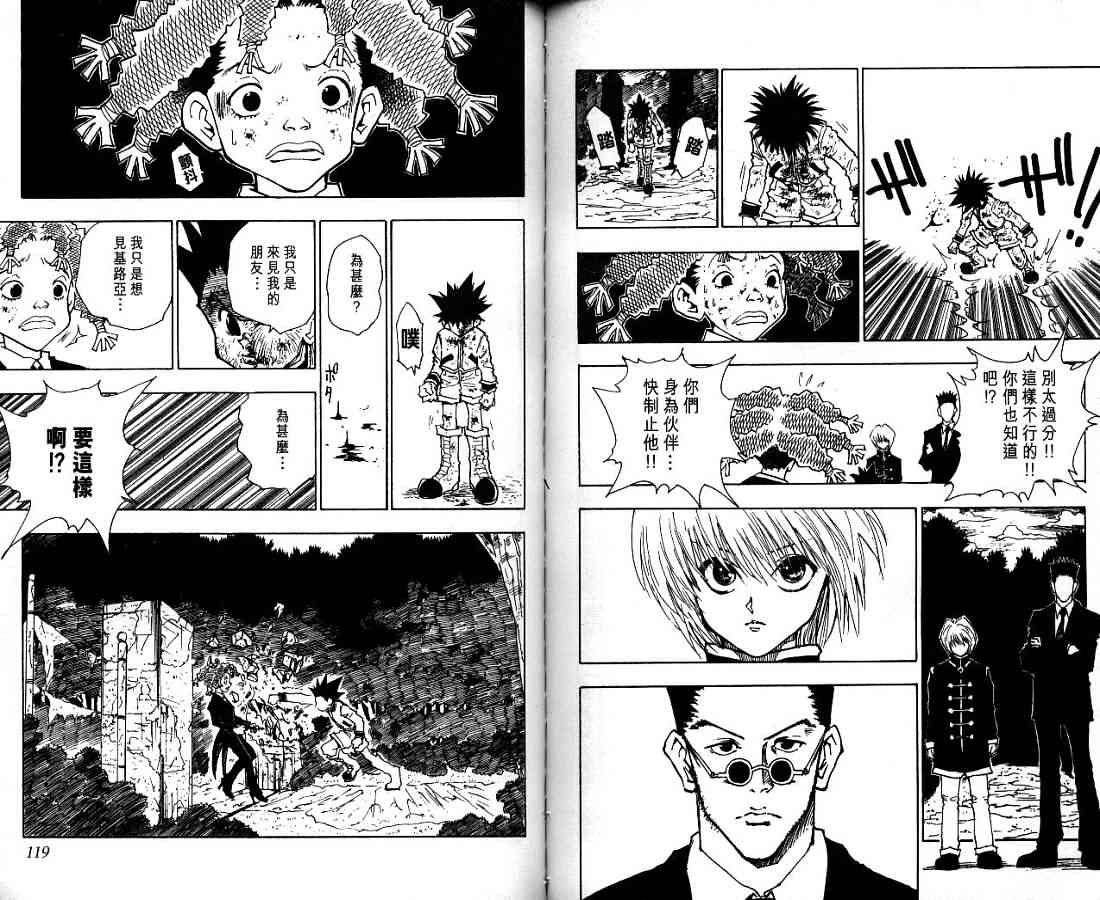 踏
踏
別太過分!!
這樣不行的!!
你們也知道
吧!?
你們
身為伙伴…
快制止他!!
顫抖
噗
為甚麼?
ポタ
我只是
來見我的
朋友…
我只是想
見基路亞…
為甚麼…
要這樣
啊!?
119